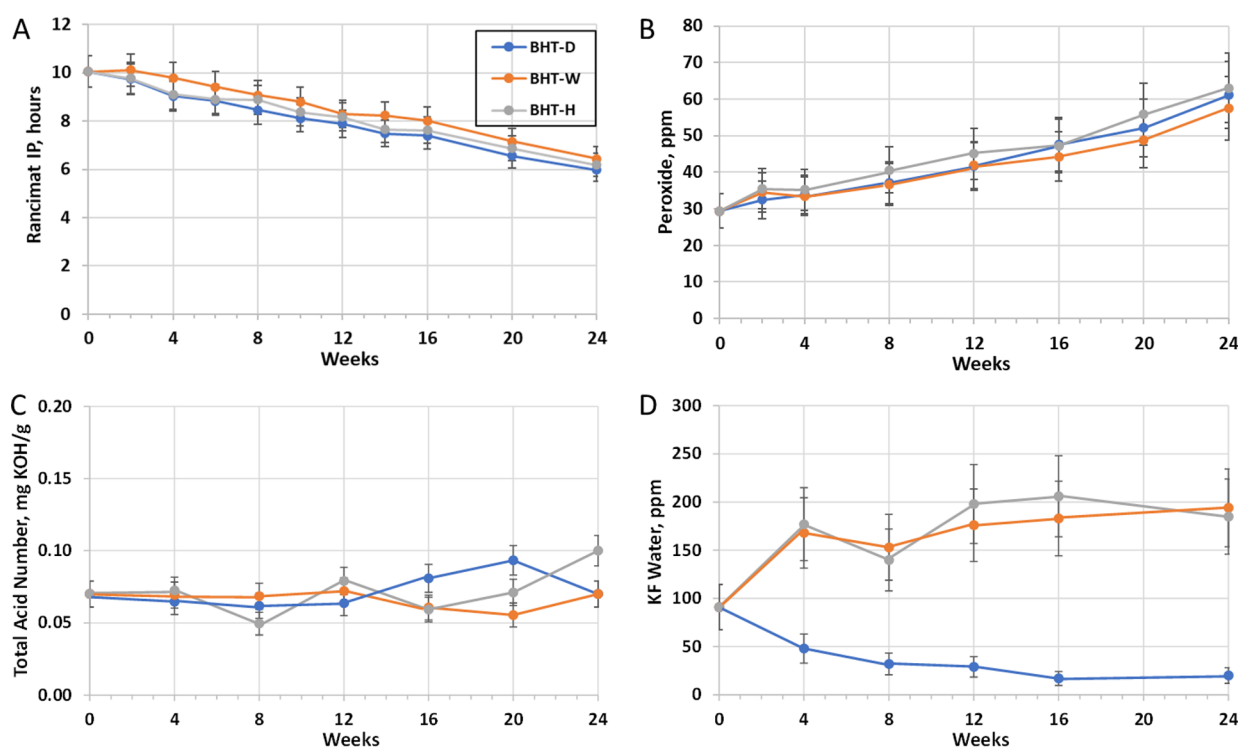 A
Rancimat IP, hours
12
10
8
6
4
2
0
BHT-D
BHT-W
BHT-H
0 4 8 12 16 20 24
Weeks
B
Peroxide, ppm
80
70
60
50
40
30
20
10
0
0 4 8 12 16 20 24
Weeks
C
Total Acid Number, mg KOH/g
0.20
0.15
0.10
0.05
0.00
0 4 8 12 16 20 24
Weeks
D
KF Water, ppm
300
250
200
150
100
50
0
0 4 8 12 16 20 24
Weeks